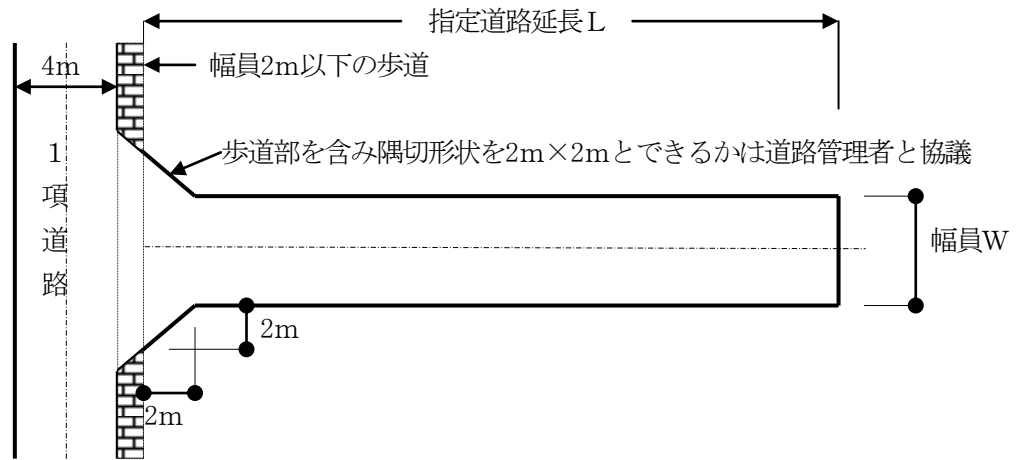 指定道路延長L
4m
幅員2m以下の歩道
歩道部を含み隅切形状を2m×2mとできるかは道路管理者と協議
1項道路
幅員W
2m
2m